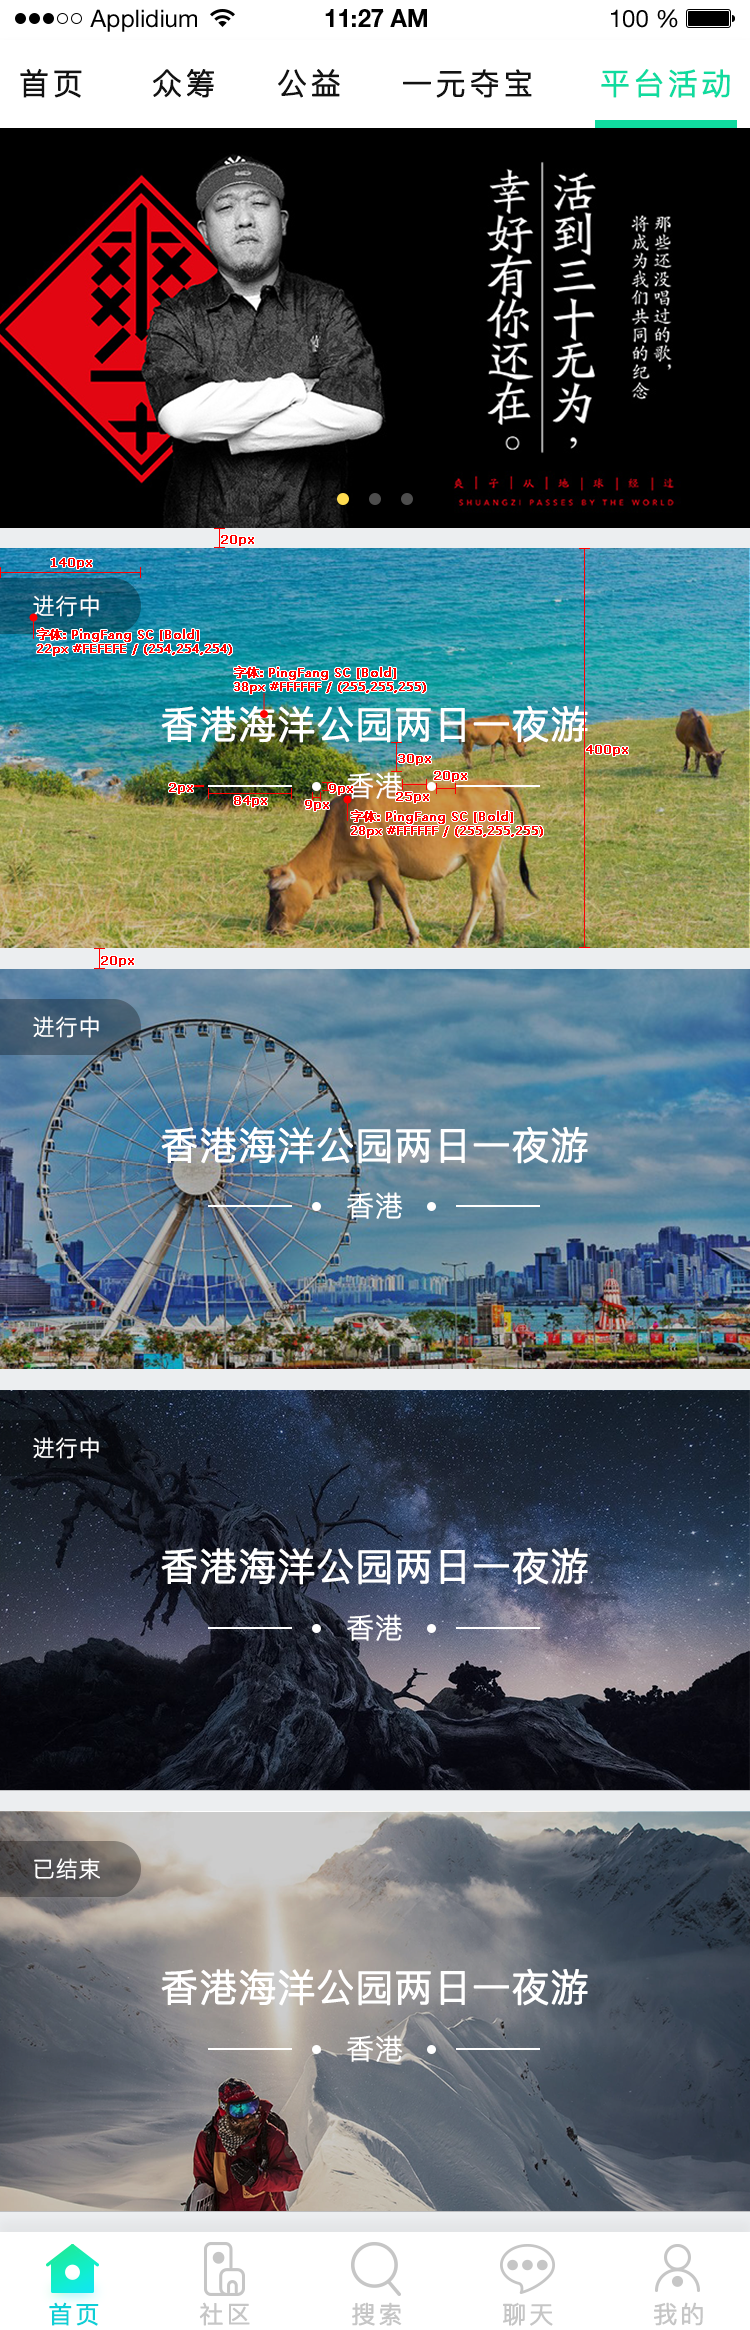 Applidium 11:27 AM 100 %
首页 众筹 公益 一元夺宝 平台活动
那些还没唱过的歌，
将成为我们共同的纪念
活到三十无为，
幸好有你还在。
爽子从地球经过
SHUANGZI PASSES BY THE WORLD
20px
140px
进行中
字体: PingFang SC [Bold]
22px #FEFEFE / (254,254,254)
字体: PingFang SC [Bold]
38px #FFFFFF / (255,255,255)
香港海洋公园两日一夜游
400px
30px
20px
2px
84px
9px
9px
香港
25px
字体: PingFang SC [Bold]
28px #FFFFFF / (255,255,255)
20px
进行中
香港海洋公园两日一夜游
香港
进行中
香港海洋公园两日一夜游
香港
已结束
香港海洋公园两日一夜游
香港
首页 社区 搜索 聊天 我的